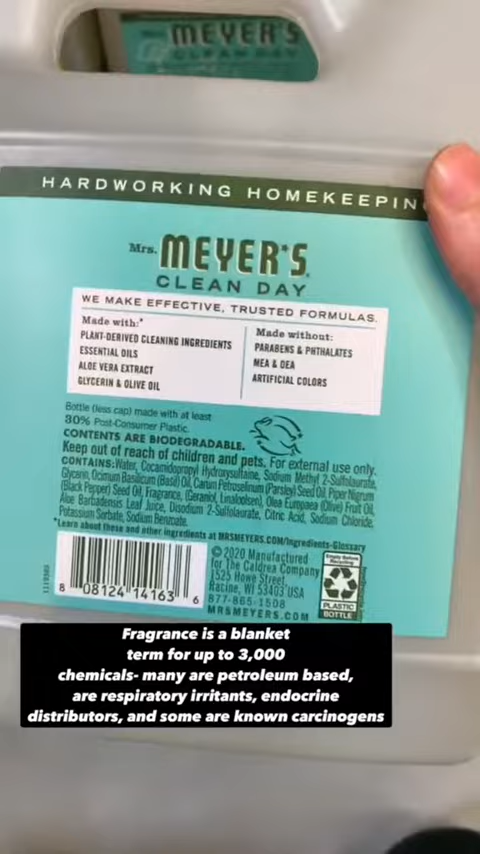 MEYER'S
CLEAN DAY
HARDWORKING HOMEKEEPIN
Mrs. MEYER'S®
CLEAN DAY
WE MAKE EFFECTIVE, TRUSTED FORMULAS.
Made with:*
PLANT-DERIVED CLEANING INGREDIENTS
ESSENTIAL OILS
ALOE VERA EXTRACT
GLYCERIN & OLIVE OIL
Made without:
PARABENS & PHTHALATES
MEA & DEA
ARTIFICIAL COLORS
Bottle (less cap) made with at least
30% Post-Consumer Plastic.
CONTENTS ARE BIODEGRADABLE.
Keep out of reach of children and pets. For external use only.
CONTAINS: Water, Cocamidopropyl Hydroxysultaine, Sodium Methyl 2-Sulfolaurate,
Glycerin, Ocimum Basilicum (Basil) Oil, Carum Petroselinum (Parsley) Seed Oil, Piper Nigrum
(Black Pepper) Seed Oil, Fragrance, (Geraniol, Linalool), Olea Europaea (Olive) Fruit Oil,
Aloe Barbadensis Leaf Juice, Disodium 2-Sulfolaurate, Citric Acid, Sodium Chloride,
Potassium Sorbate, Sodium Benzoate.
*Learn about these and other ingredients at MRSMEYERS.COM/Ingredients-Glossary
8 08124 14163 6
© 2020 Manufactured
for The Caldrea Company
1525 Howe Street,
Racine, WI 53403 USA
877-865-1508
MRSMEYERS.COM
Empty Before
Recycling
PLASTIC
BOTTLE
Fragrance is a blanket
term for up to 3,000
chemicals- many are petroleum based,
are respiratory irritants, endocrine
distributors, and some are known carcinogens